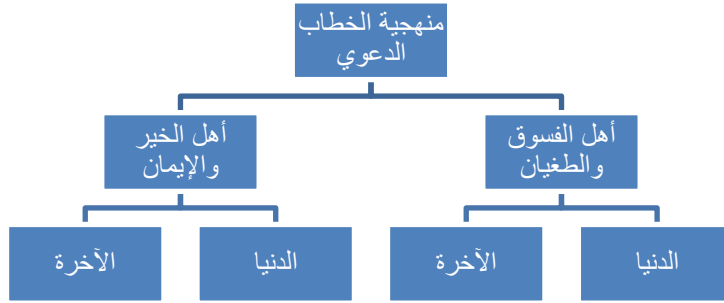 منهجية الخطاب
الدعوي
أهل الفسوق
والطغيان
أهل الخير
والإيمان
الدنيا
الآخرة
الدنيا
الآخرة